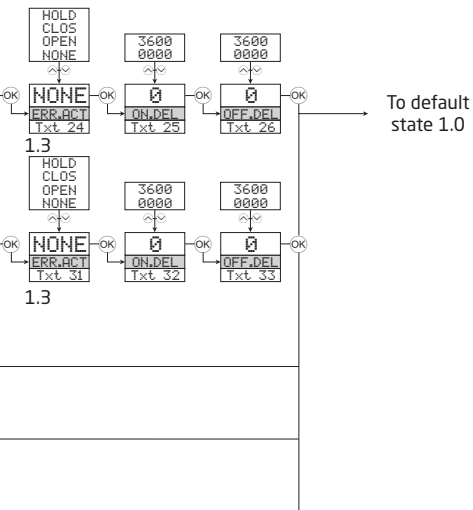 HOLD
CLOS
OPEN
NONE
3600
0000
3600
0000
OK NONE OK 0 OK 0 OK
ERR.ACT ON.DEL OFF.DEL
Txt 24 Txt 25 Txt 26
To default
state 1.0
1.3
HOLD
CLOS
OPEN
NONE
3600
0000
3600
0000
OK NONE OK 0 OK 0 OK
ERR.ACT ON.DEL OFF.DEL
Txt 31 Txt 32 Txt 33
1.3